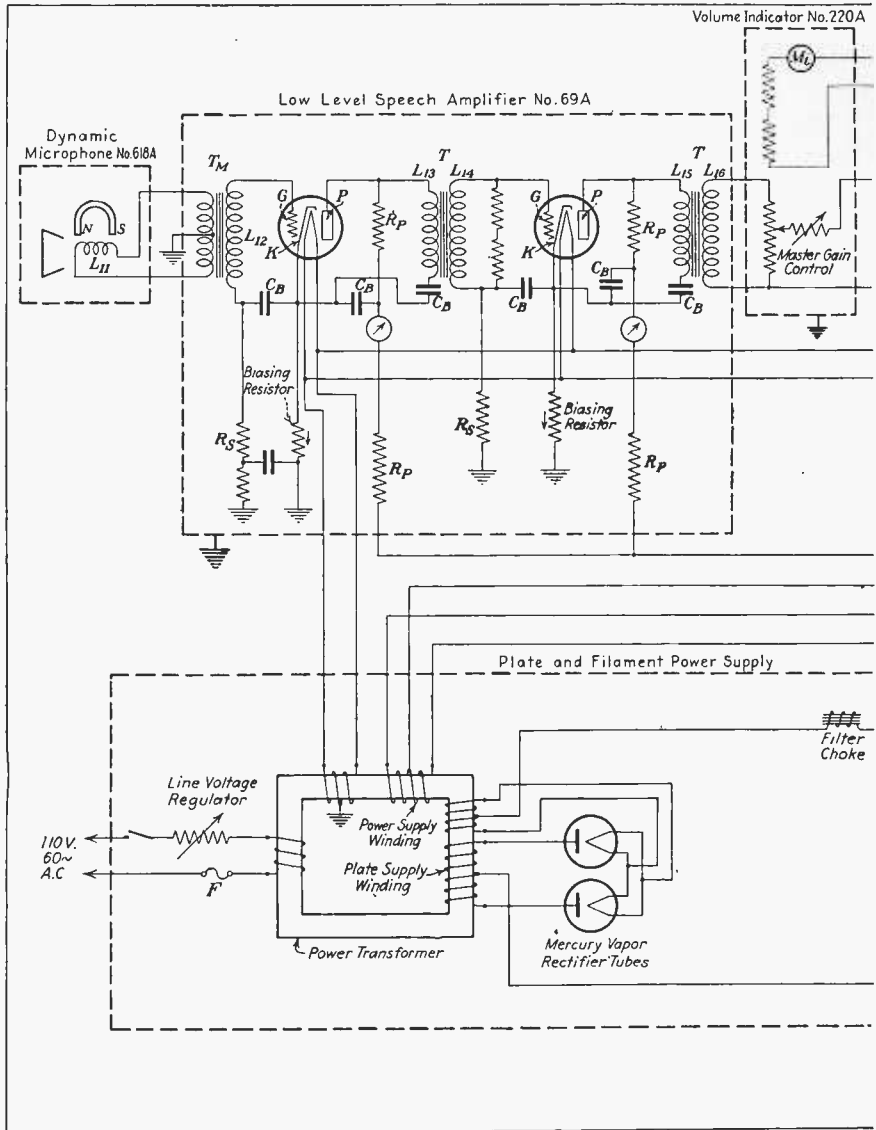 Volume Indicator No.220A
M_L
Low Level Speech Amplifier No.69A
Dynamic
Microphone No.618A
T_M
T
T
L_13
L_14
L_15
L_16
G
P
G
P
N
S
R_P
R_P
L_12
K
K
L_11
Master Gain
Control
C_B
C_B
C_B
C_B
C_B
C_B
Biasing
Resistor
R_S
R_P
R_S
Biasing
Resistor
R_P
Plate and Filament Power Supply
Filter
Choke
Line Voltage
Regulator
110V.
60~
A.C
F
Power Supply
Winding
Plate Supply
Winding
Power Transformer
Mercury Vapor
Rectifier Tubes